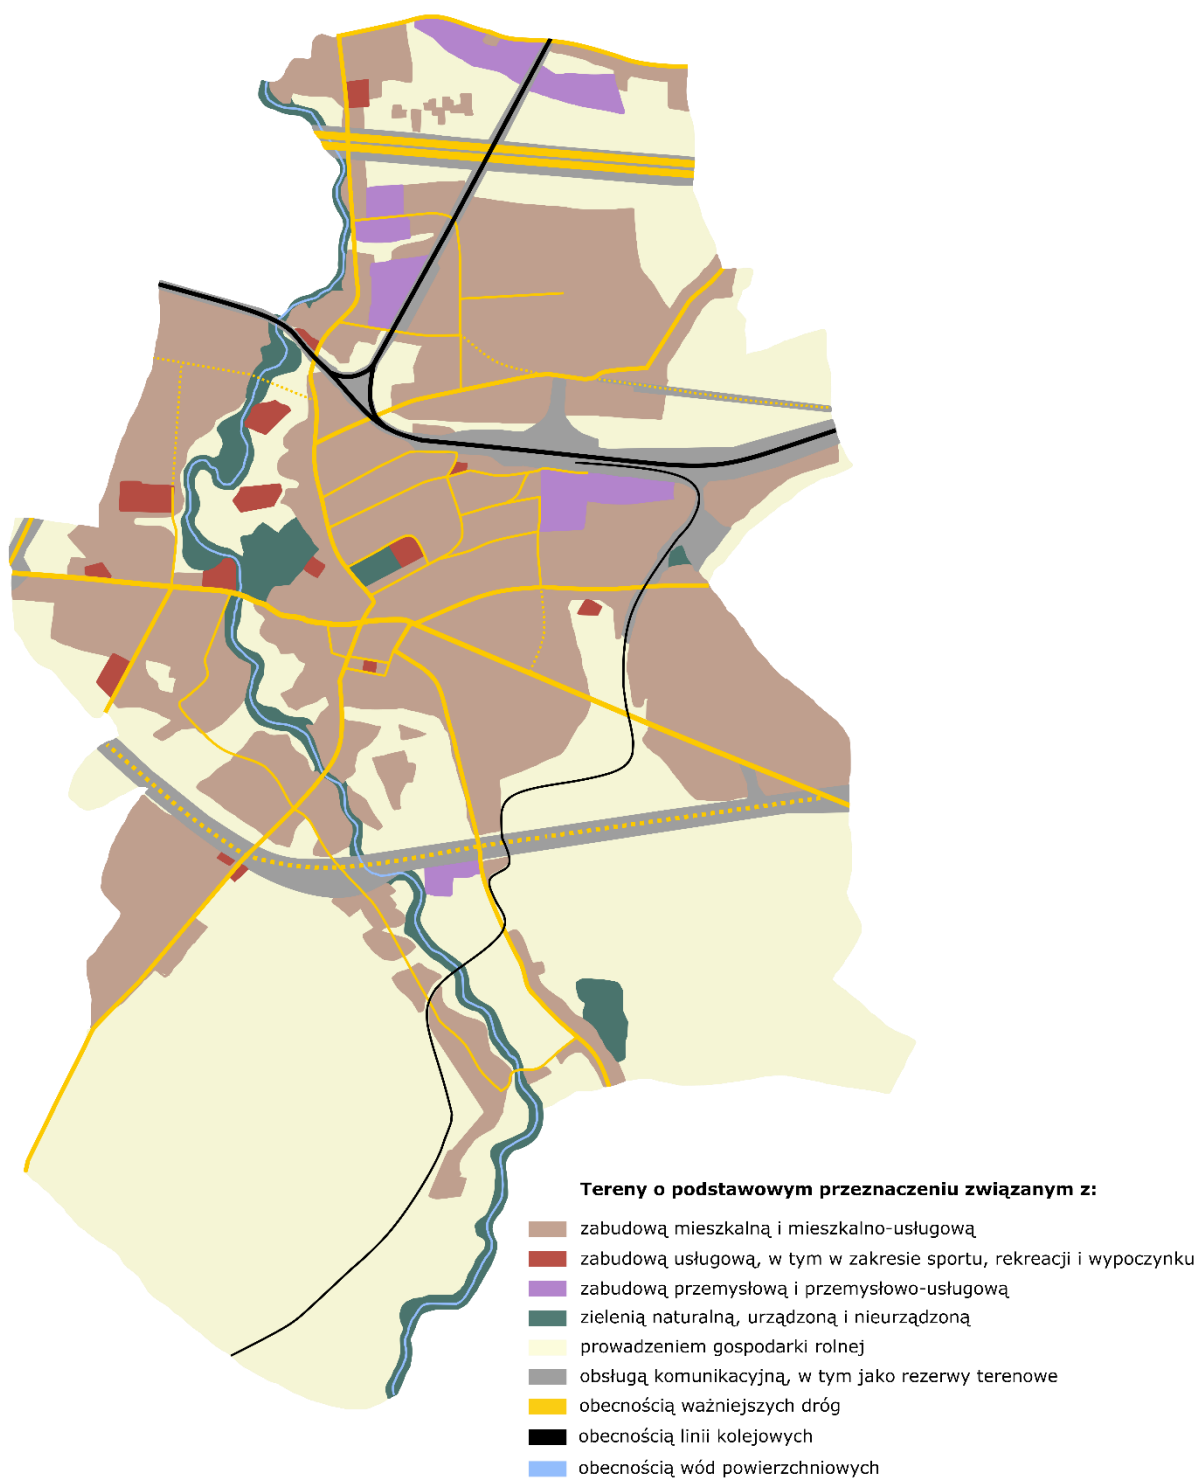 Tereny o podstawowym przeznaczeniu związanym z:
zabudową mieszkalną i mieszkalno-usługową
zabudową usługową, w tym w zakresie sportu, rekreacji i wypoczynku
zabudową przemysłową i przemysłowo-usługową
zielenią naturalną, urządzoną i nieurządzoną
prowadzeniem gospodarki rolnej
obsługą komunikacyjną, w tym jako rezerwy terenowe
obecnością ważniejszych dróg
obecnością linii kolejowych
obecnością wód powierzchniowych